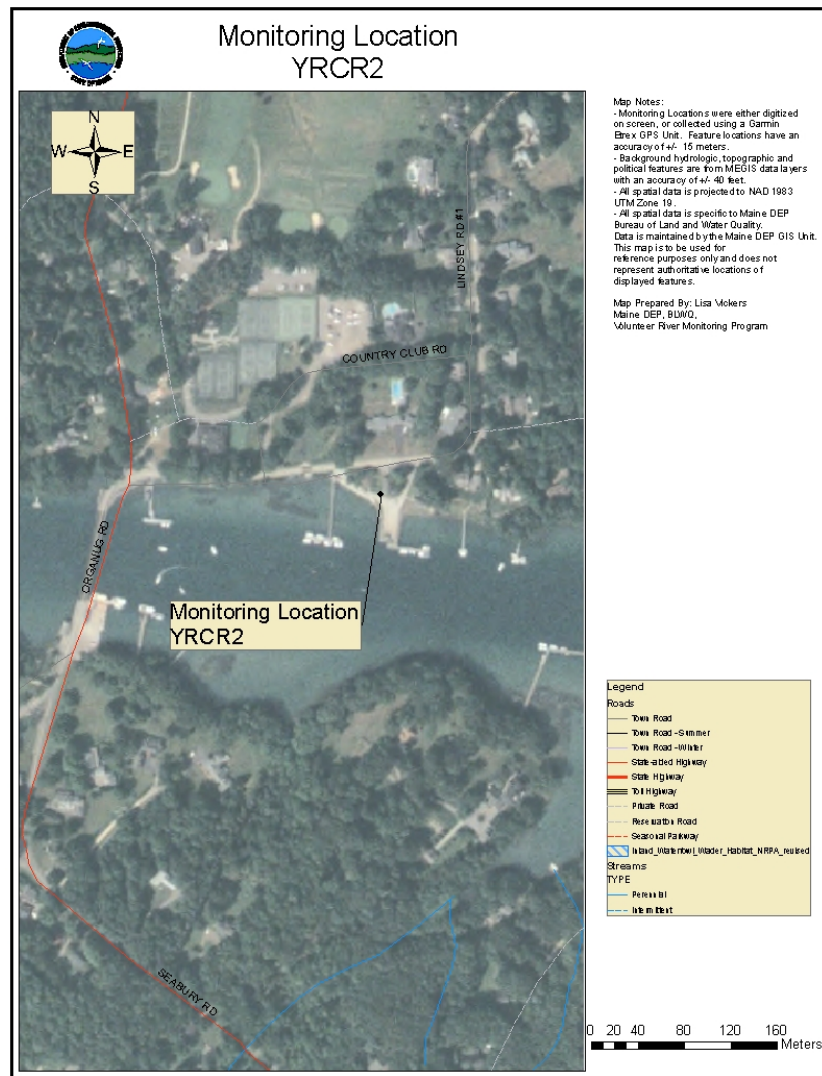 Monitoring Location
YRCR2
N
W E
S
LINDSEY RD #1
COUNTRY CLUB RD
ORGANUG RD
Monitoring Location
YRCR2
SEABURY RD
Map Notes:
- Monitoring Locations were either digitized
on screen, or collected using a Garmin
Etrex GPS Unit. Feature locations have an
accuracy of +/- 15 meters.
- Background hydrologic, topographic and
political features are from MEGIS data layers
with an accuracy of +/- 40 feet.
- All spatial data is projected to NAD 1983
UTM Zone 19.
- All spatial data is specific to Maine DEP
Bureau of Land and Water Quality.
Data is maintained by the Maine DEP GIS Unit.
This map is to be used for
reference purposes only and does not
represent authoritative locations of
displayed features.
Map Prepared By: Lisa Vickers
Maine DEP, BLWQ,
Volunteer River Monitoring Program
Legend
Roads
Town Road
Town Road - Summer
Town Road - Winter
State-aided Highway
State Highway
Toll Highway
Private Road
Reservation Road
Seasonal Parkway
Inland_Waterfowl_Wader_Habitat_NRPA_revised
Streams
TYPE
Perennial
Intermittent
0 20 40 80 120 160
Meters